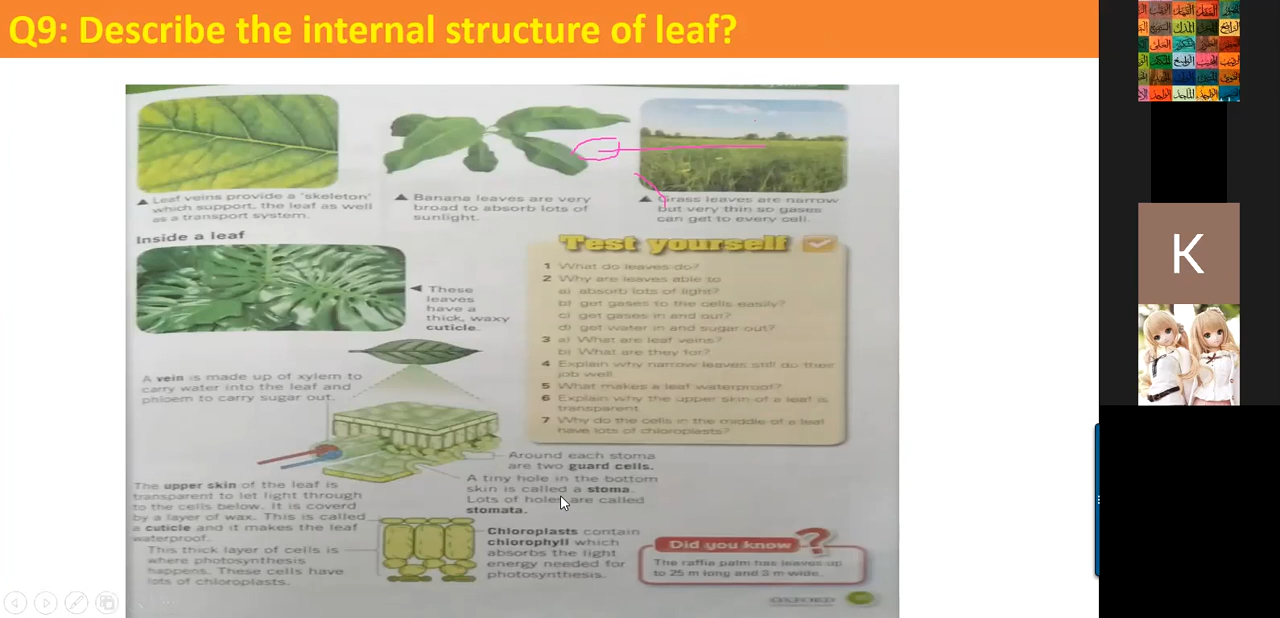 Q9: Describe the internal structure of leaf?
Leaf veins provide a 'skeleton'
which support, the leaf as well
as a transport system.
Banana leaves are very
broad to absorb lots of
sunlight.
Grass leaves are narrow
but very thin so gases
can get to every cell.
Inside a leaf
These
leaves
have a
thick, waxy
cuticle.
Test yourself
1 What do leaves do?
2 Why are leaves able to
a) absorb lots of light?
b) get gases to the cells easily?
c) get gases in and out?
d) get water in and sugar out?
3 a) What are leaf veins?
b) What are they for?
4 Explain why narrow leaves still do their
job well.
5 What makes a leaf waterproof?
6 Explain why the upper skin of a leaf is
transparent.
7 Why do the cells in the middle of a leaf
have lots of chloroplasts?
A vein is made up of xylem to
carry water into the leaf and
phloem to carry sugar out.
Around each stoma
are two guard cells.
A tiny hole in the bottom
skin is called a stoma.
Lots of holes are called
stomata.
The upper skin of the leaf is
transparent to let light through
to the cells below. It is coverd
by a layer of wax. This is called
a cuticle and it makes the leaf
waterproof.
This thick layer of cells is
where photosynthesis
happens. These cells have
lots of chloroplasts.
Chloroplasts contain
chlorophyll which
absorbs the light
energy needed for
photosynthesis.
Did you know
The raffia palm has leaves up
to 25 m long and 3 m wide.
OXFORD
K